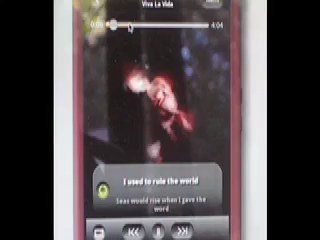 Viva La Vida
4:04
I used to rule the world
Seas would rise when I gave the
word